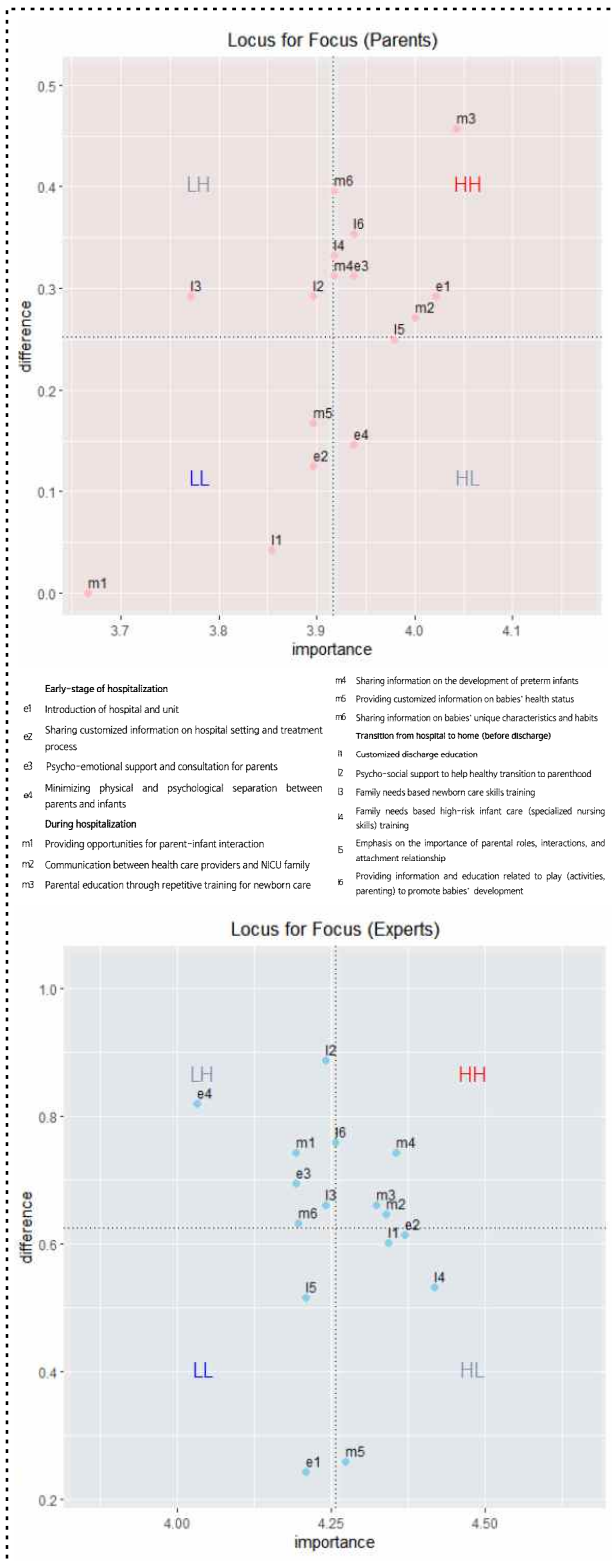 Locus for Focus (Parents)
0.5
0.4
0.3
0.2
0.1
0.0
difference
LH
HH
LL
HL
m3
m6
l6
l4
m4
e3
l3
l2
e1
m2
l5
m5
e4
e2
l1
m1
3.7
3.8
3.9
4.0
4.1
importance
Early-stage of hospitalization
e1 Introduction of hospital and unit
e2 Sharing customized information on hospital setting and treatment
process
e3 Psycho-emotional support and consultation for parents
e4 Minimizing physical and psychological separation between
parents and infants
During hospitalization
m1 Providing opportunities for parent-infant interaction
m2 Communication between health care providers and NICU family
m3 Parental education through repetitive training for newborn care
m4 Sharing information on the development of preterm infants
m5 Providing customized information on babies' health status
m6 Sharing information on babies' unique characteristics and habits
Transition from hospital to home (before discharge)
l1 Customized discharge education
l2 Psycho-social support to help healthy transition to parenthood
l3 Family needs based newborn care skills training
l4 Family needs based high-risk infant care (specialized nursing
skills) training
l5 Emphasis on the importance of parental roles, interactions, and
attachment relationship
l6 Providing information and education related to play (activities,
parenting) to promote babies' development
Locus for Focus (Experts)
1.0
0.8
0.6
0.4
0.2
difference
LH
HH
LL
HL
l2
e4
m1
l6
m4
e3
l3
m3
m2
m6
e2
l1
l5
l4
e1
m5
4.00
4.25
4.50
importance